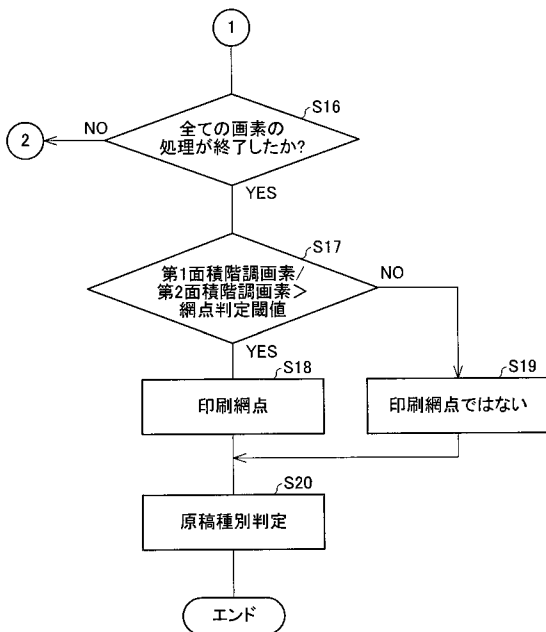 1
S16
全ての画素の
処理が終了したか?
NO
2
YES
S17
第1面積階調画素/
第2面積階調画素>
網点判定閾値
NO
YES
S18
印刷網点
S19
印刷網点ではない
S20
原稿種別判定
エンド